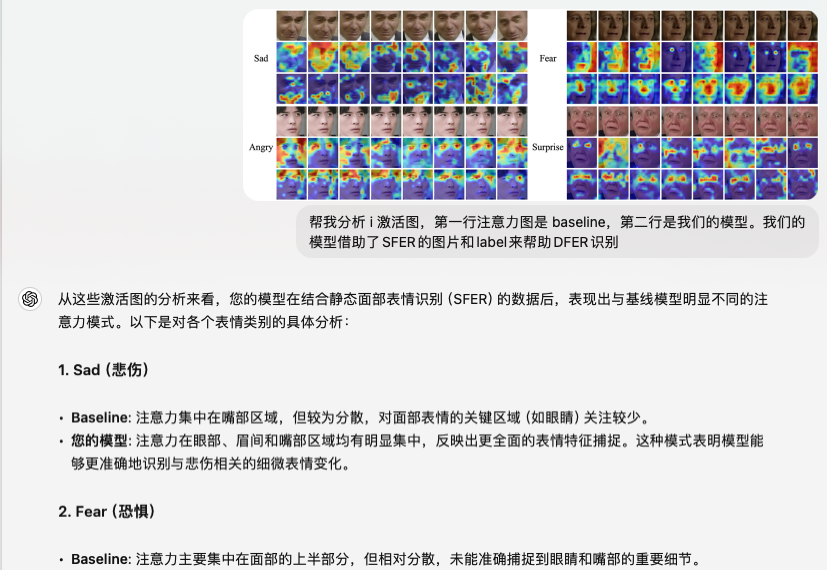 Sad
Fear
Angry
Surprise
帮我分析 i 激活图，第一行注意力图是 baseline，第二行是我们的模型。我们的
模型借助了SFER的图片和label来帮助DFER识别
从这些激活图的分析来看，您的模型在结合静态面部表情识别（SFER）的数据后，表现出与基线模型明显不同的注
意力模式。以下是对各个表情类别的具体分析：
1. Sad（悲伤）
• Baseline: 注意力集中在嘴部区域，但较为分散，对面部表情的关键区域（如眼睛）关注较少。
• 您的模型: 注意力在眼部、眉间和嘴部区域均有明显集中，反映出更全面的表情特征捕捉。这种模式表明模型能
够更准确地识别与悲伤相关的细微表情变化。
2. Fear（恐惧）
• Baseline: 注意力主要集中在面部的上半部分，但相对分散，未能准确捕捉到眼睛和嘴部的重要细节。